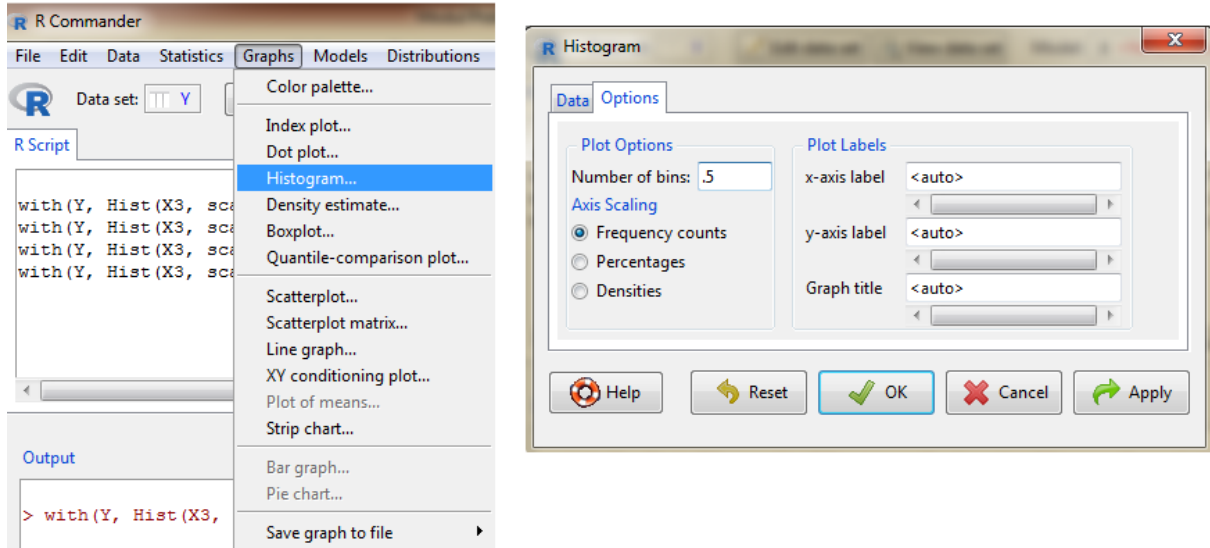 R Commander
File Edit Data Statistics Graphs Models Distributions
Data set: Y
R Script
with(Y, Hist(X3, sca
with(Y, Hist(X3, sca
with(Y, Hist(X3, sca
with(Y, Hist(X3, sca
Output
> with(Y, Hist(X3,
Color palette...
Index plot...
Dot plot...
Histogram...
Density estimate...
Boxplot...
Quantile-comparison plot...
Scatterplot...
Scatterplot matrix...
Line graph...
XY conditioning plot...
Plot of means...
Strip chart...
Bar graph...
Pie chart...
Save graph to file
Histogram
Data Options
Plot Options
Number of bins: .5
Axis Scaling
Frequency counts
Percentages
Densities
Plot Labels
x-axis label <auto>
y-axis label <auto>
Graph title <auto>
Help Reset OK Cancel Apply